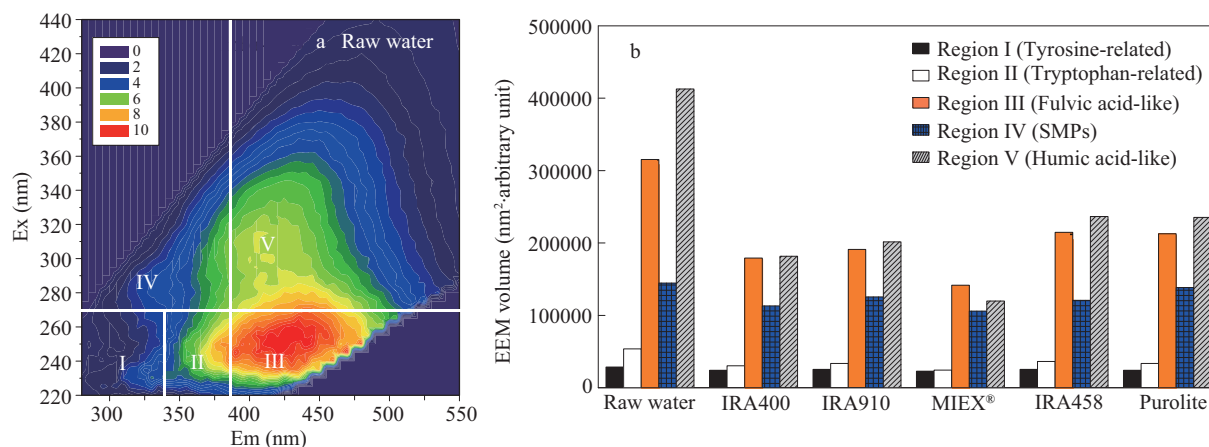 a Raw water
0
2
4
6
8
10
I
II
III
IV
V
440
420
400
380
360
340
320
300
280
260
240
220
Ex (nm)
300 350 400 450 500 550
Em (nm)
b
Region I (Tyrosine-related)
Region II (Tryptophan-related)
Region III (Fulvic acid-like)
Region IV (SMPs)
Region V (Humic acid-like)
500000
400000
300000
200000
100000
0
EEM volume (nm²·arbitrary unit)
Raw water IRA400 IRA910 MIEX® IRA458 Purolite